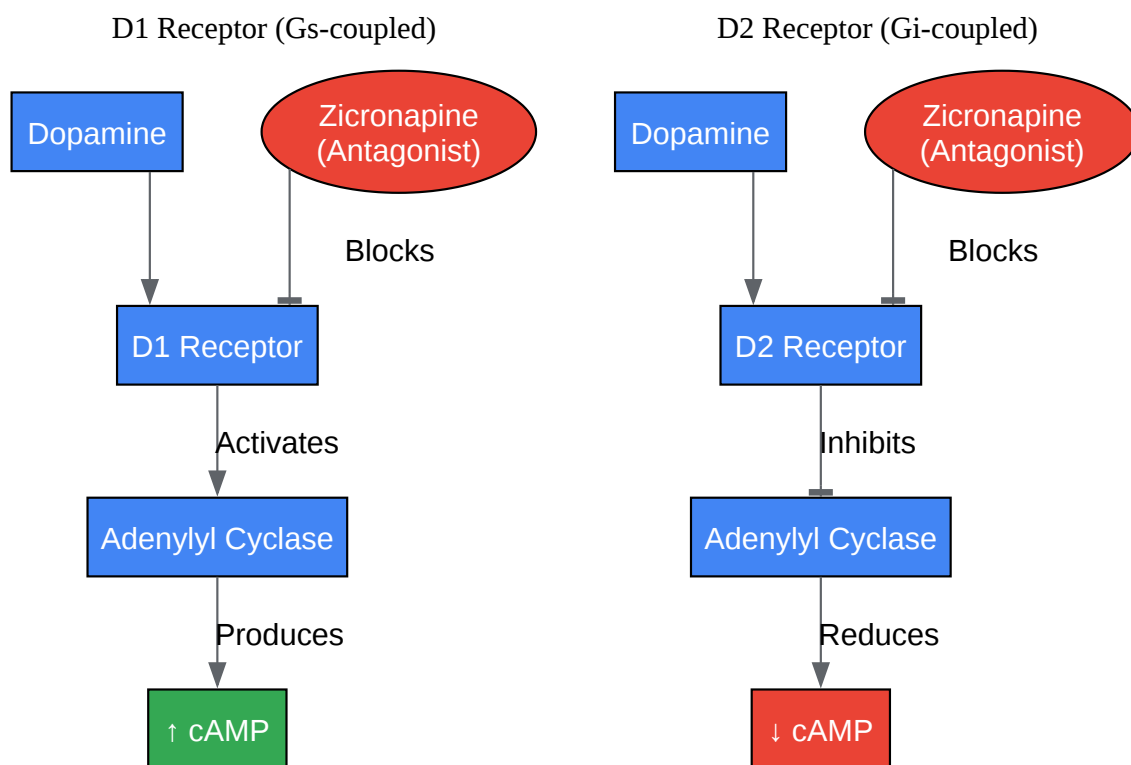 D1 Receptor (Gs-coupled)
Dopamine
Zicronapine
(Antagonist)
Blocks
D1 Receptor
Activates
Adenylyl Cyclase
Produces
↑ cAMP
D2 Receptor (Gi-coupled)
Dopamine
Zicronapine
(Antagonist)
Blocks
D2 Receptor
Inhibits
Adenylyl Cyclase
Reduces
↓ cAMP